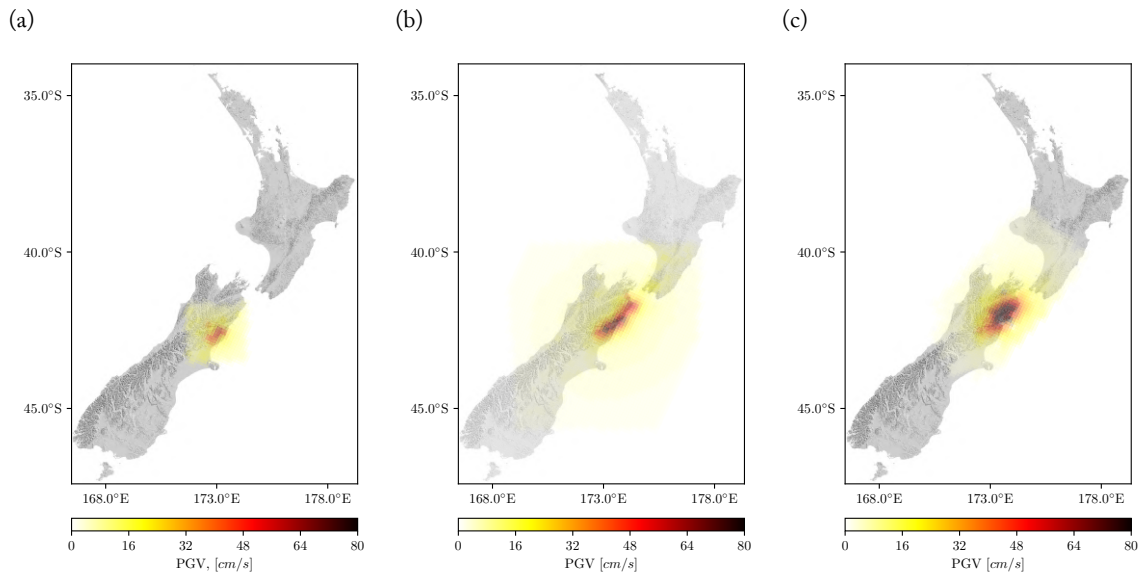 (a)
(b)
(c)
35.0°S
40.0°S
45.0°S
168.0°E 173.0°E 178.0°E
0 16 32 48 64 80
PGV, [cm/s]
35.0°S
40.0°S
45.0°S
168.0°E 173.0°E 178.0°E
0 16 32 48 64 80
PGV [cm/s]
35.0°S
40.0°S
45.0°S
168.0°E 173.0°E 178.0°E
0 16 32 48 64 80
PGV [cm/s]